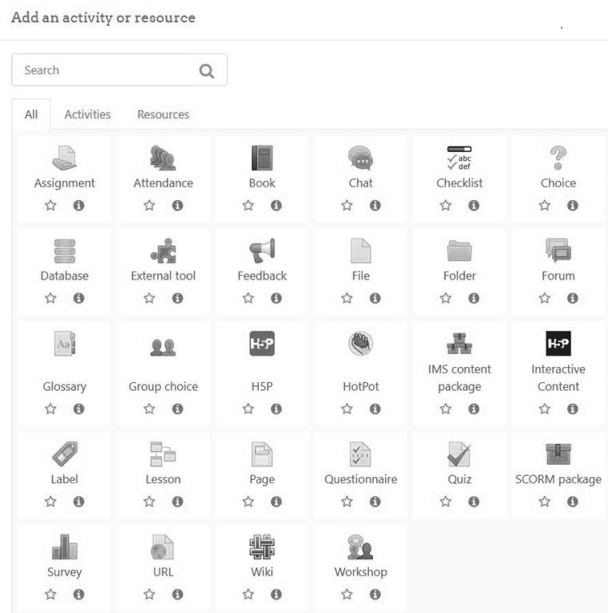 Add an activity or resource
Search
All Activities Resources
Assignment Attendance Book Chat Checklist Choice
Database External tool Feedback File Folder Forum
Glossary Group choice H5P HotPot IMS content package Interactive Content
Label Lesson Page Questionnaire Quiz SCORM package
Survey URL Wiki Workshop